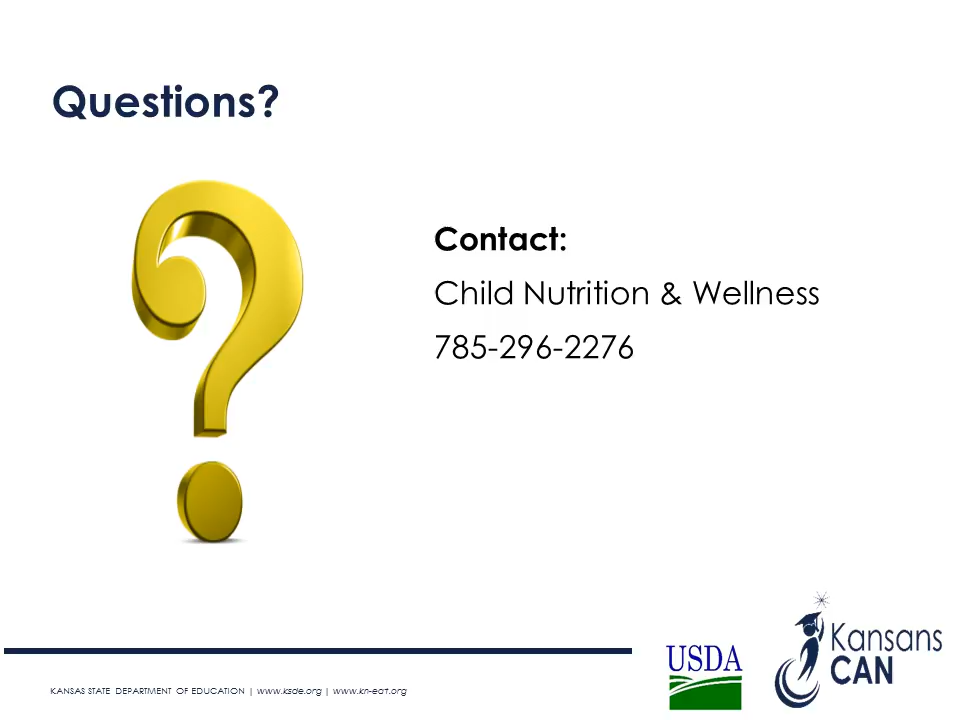 Questions?
Contact:
Child Nutrition & Wellness
785-296-2276
USDA
Kansans
CAN
KANSAS STATE DEPARTMENT OF EDUCATION | www.ksde.org | www.kn-eat.org